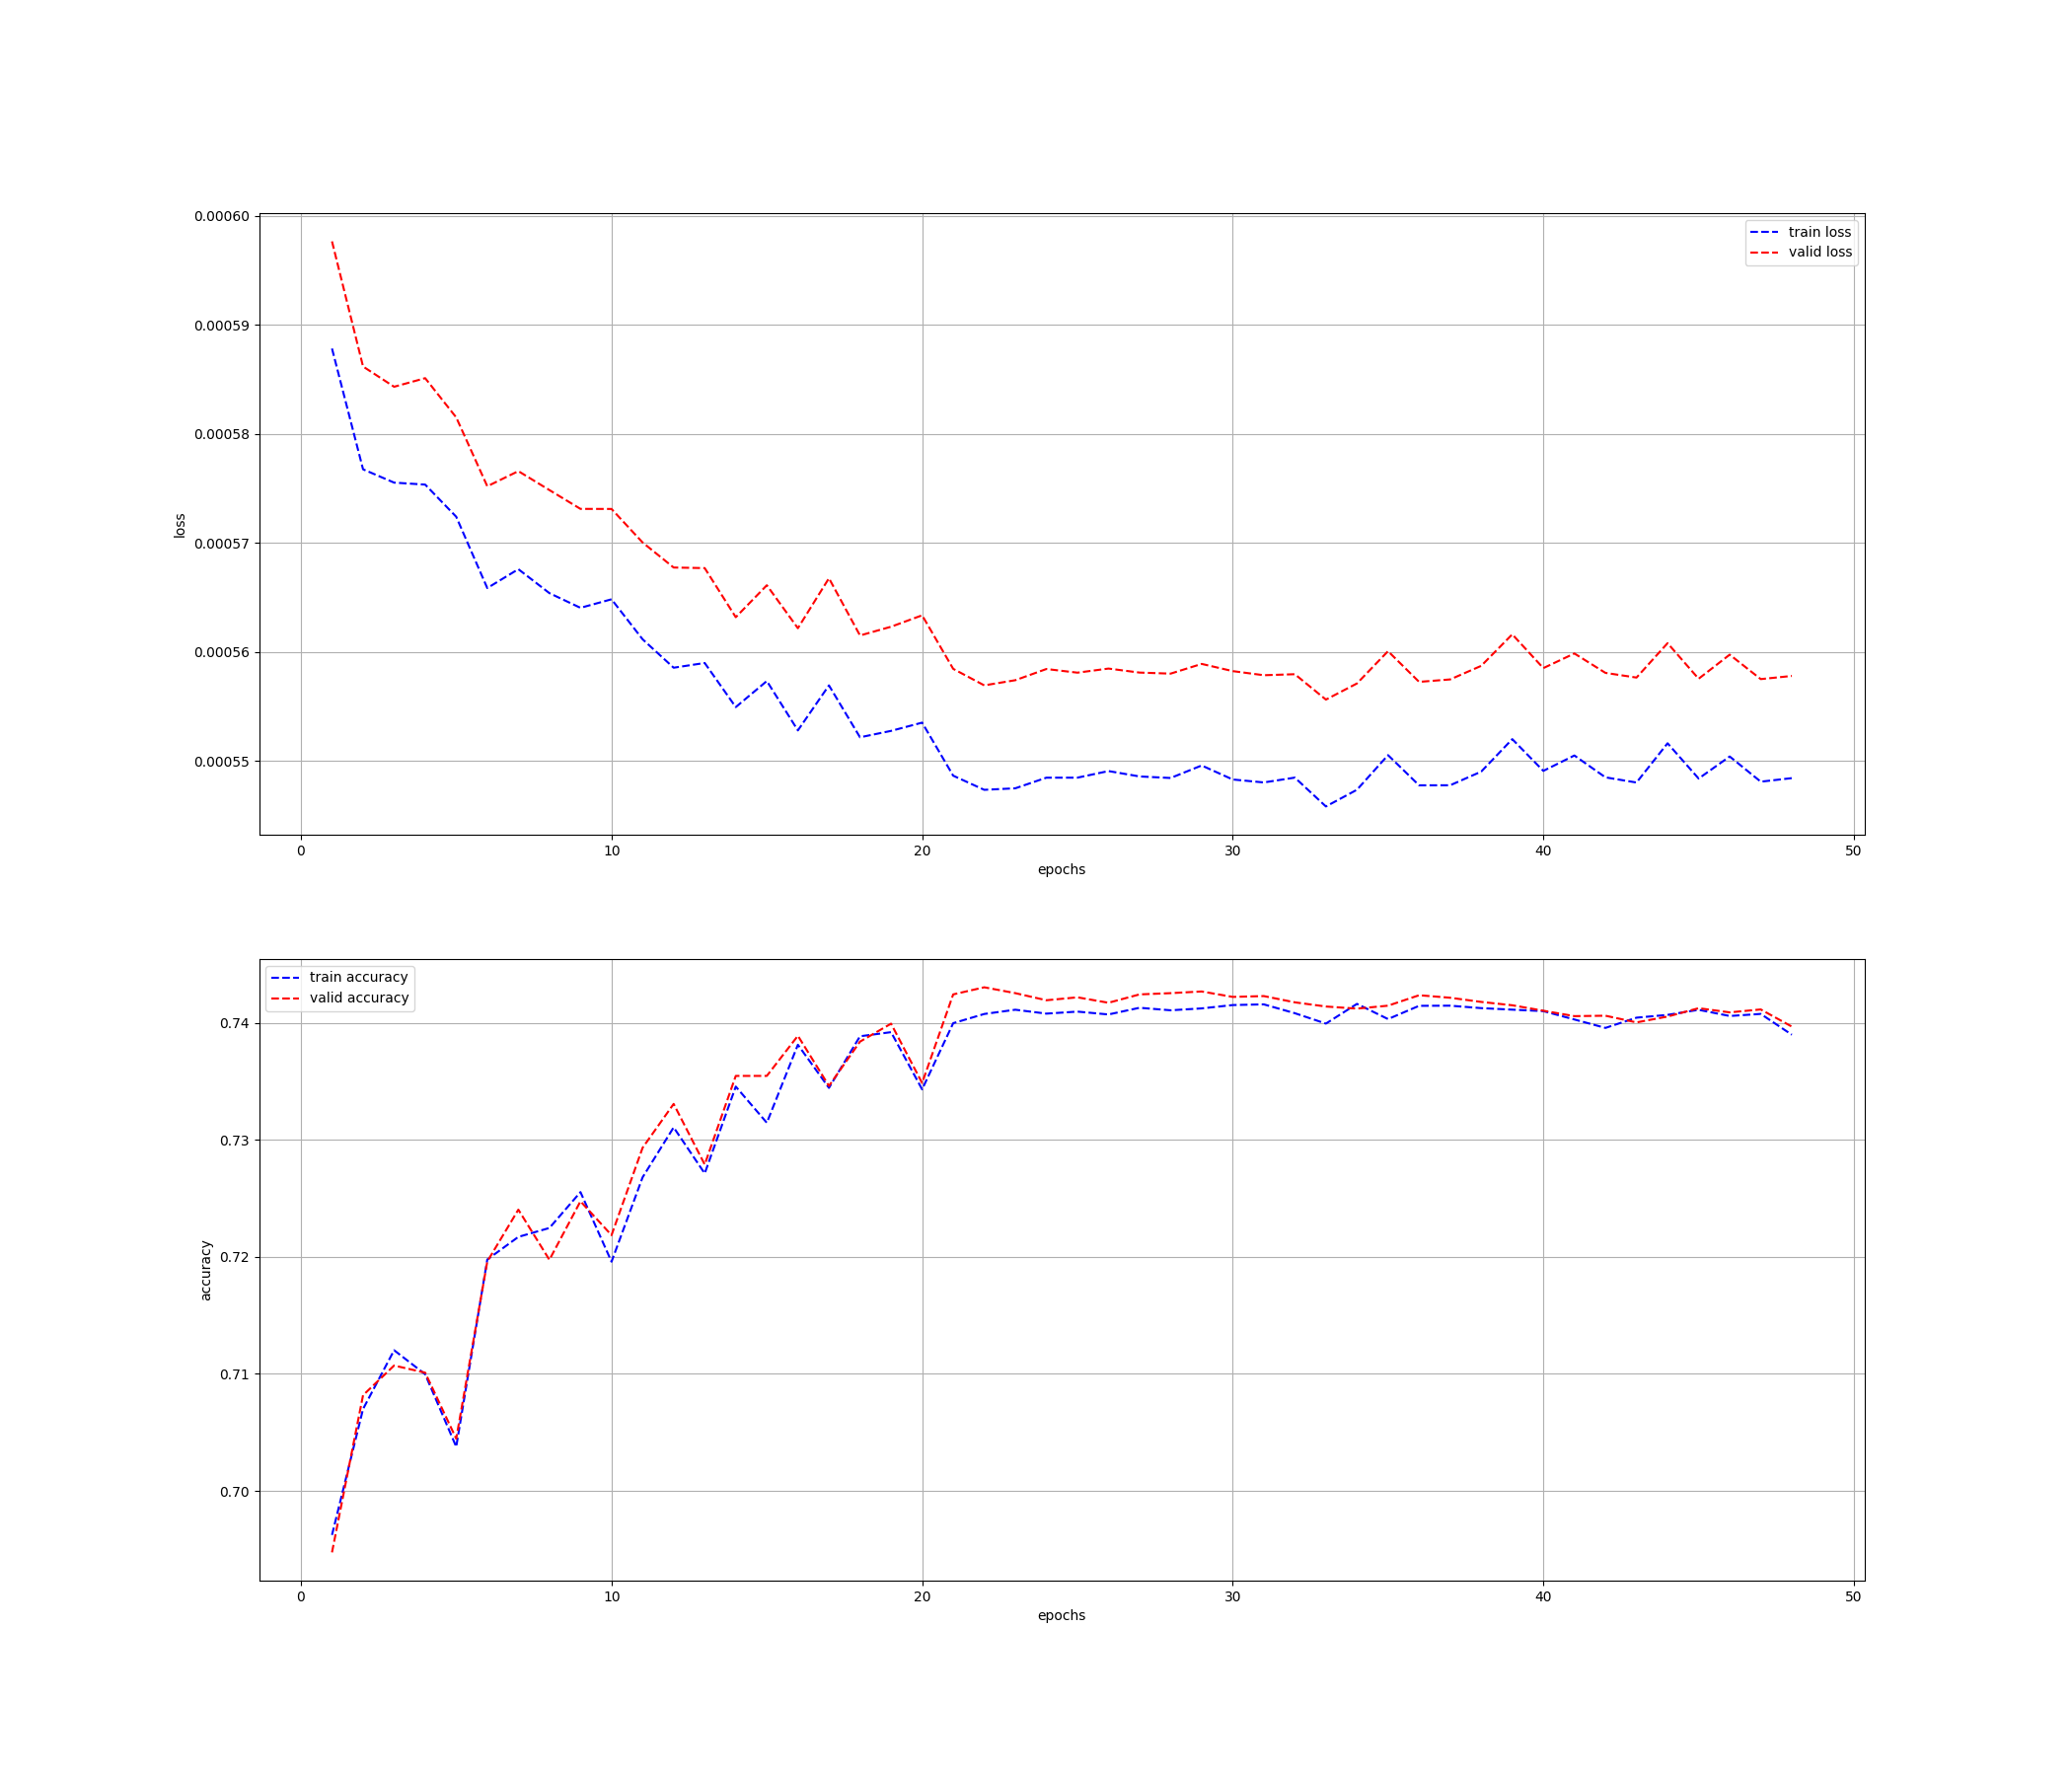 0.00060
0.00059
0.00058
0.00057
0.00056
0.00055
loss
train loss
valid loss
0 10 20 30 40 50
epochs
train accuracy
valid accuracy
0.74
0.73
0.72
0.71
0.70
accuracy
0 10 20 30 40 50
epochs